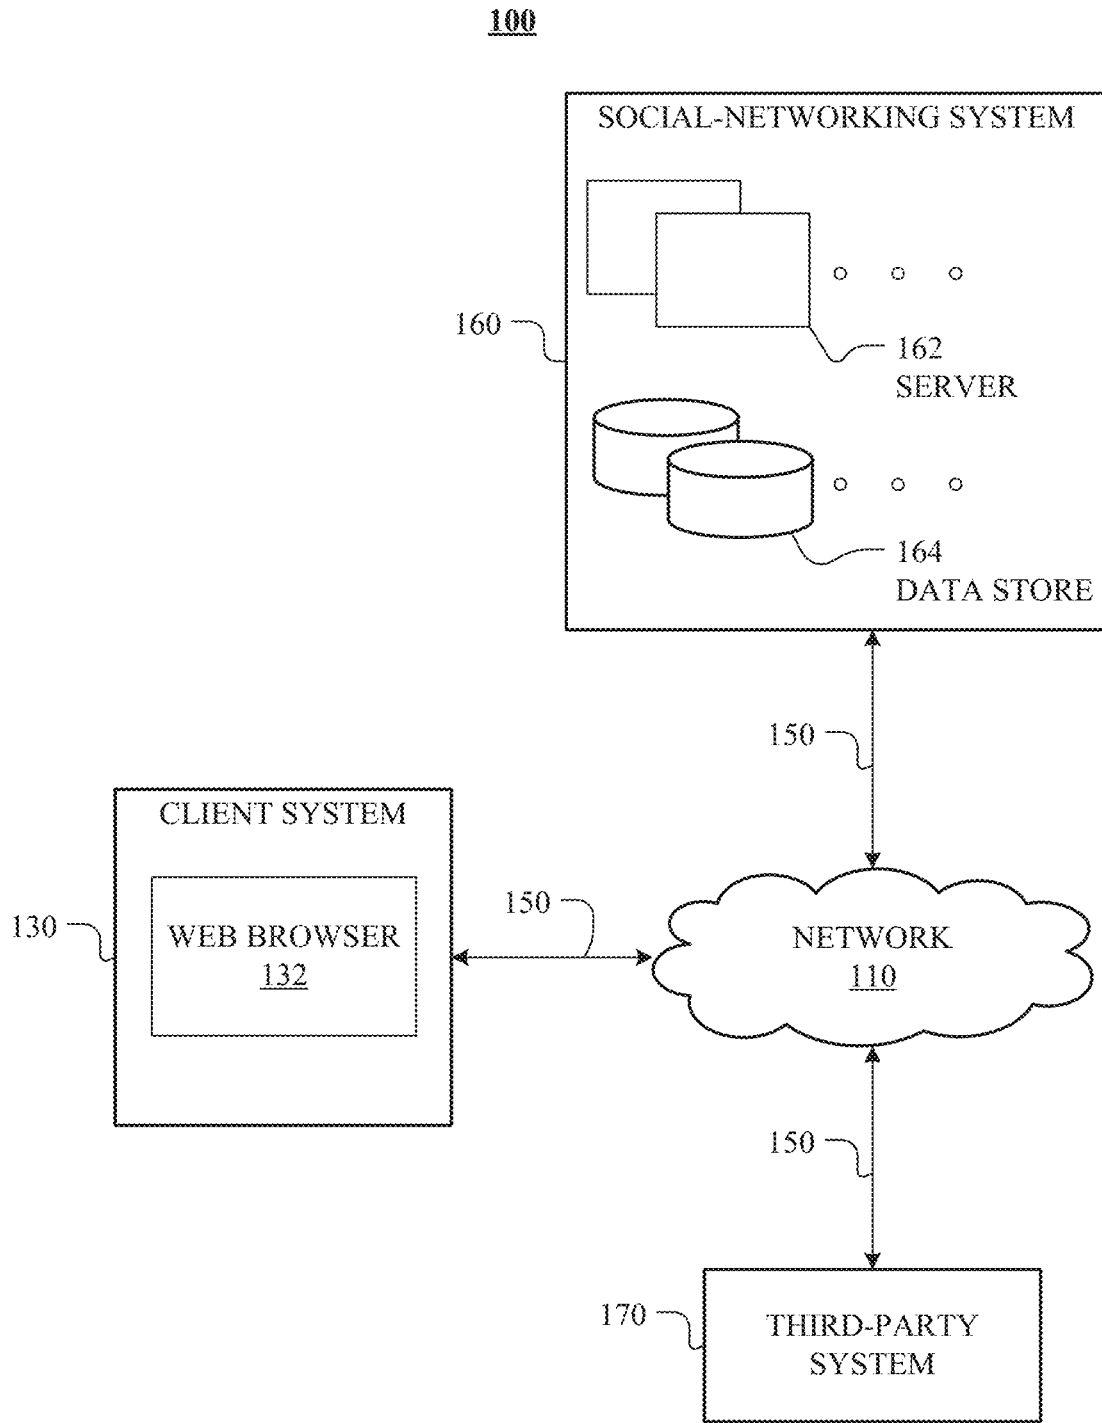 100
SOCIAL-NETWORKING SYSTEM
160
162
SERVER
164
DATA STORE
150
CLIENT SYSTEM
130
WEB BROWSER
132
150
NETWORK
110
150
170
THIRD-PARTY
SYSTEM